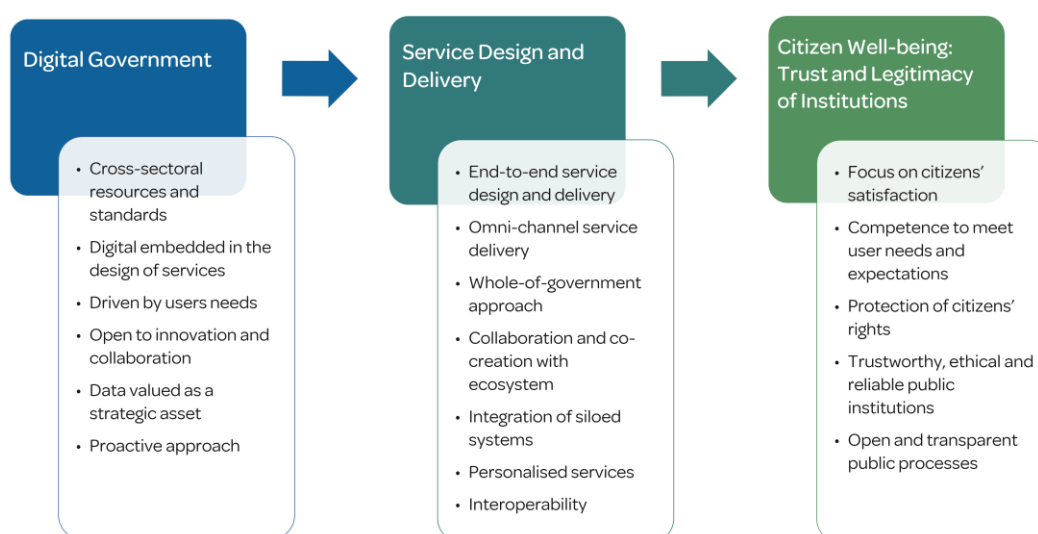 Digital Government
• Cross-sectoral
resources and
standards
• Digital embedded in the
design of services
• Driven by users needs
• Open to innovation and
collaboration
• Data valued as a
strategic asset
• Proactive approach
Service Design and
Delivery
• End-to-end service
design and delivery
• Omni-channel service
delivery
• Whole-of-government
approach
• Collaboration and co-
creation with
ecosystem
• Integration of siloed
systems
• Personalised services
• Interoperability
Citizen Well-being:
Trust and Legitimacy
of Institutions
• Focus on citizens’
satisfaction
• Competence to meet
user needs and
expectations
• Protection of citizens’
rights
• Trustworthy, ethical and
reliable public
institutions
• Open and transparent
public processes